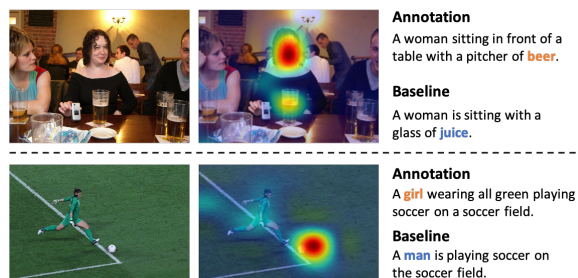 Annotation
A woman sitting in front of a
table with a pitcher of beer.
Baseline
A woman is sitting with a
glass of juice.
Annotation
A girl wearing all green playing
soccer on a soccer field.
Baseline
A man is playing soccer on
the soccer field.